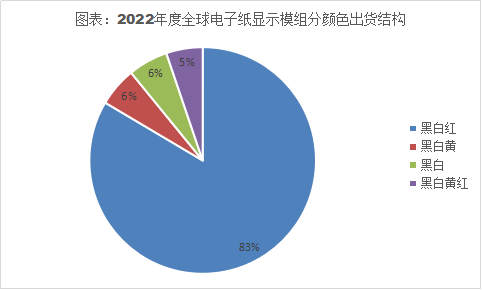 图表：2022年度全球电子纸显示模组分颜色出货结构
5%
6%
6%
83%
黑白红
黑白黄
黑白
黑白黄红